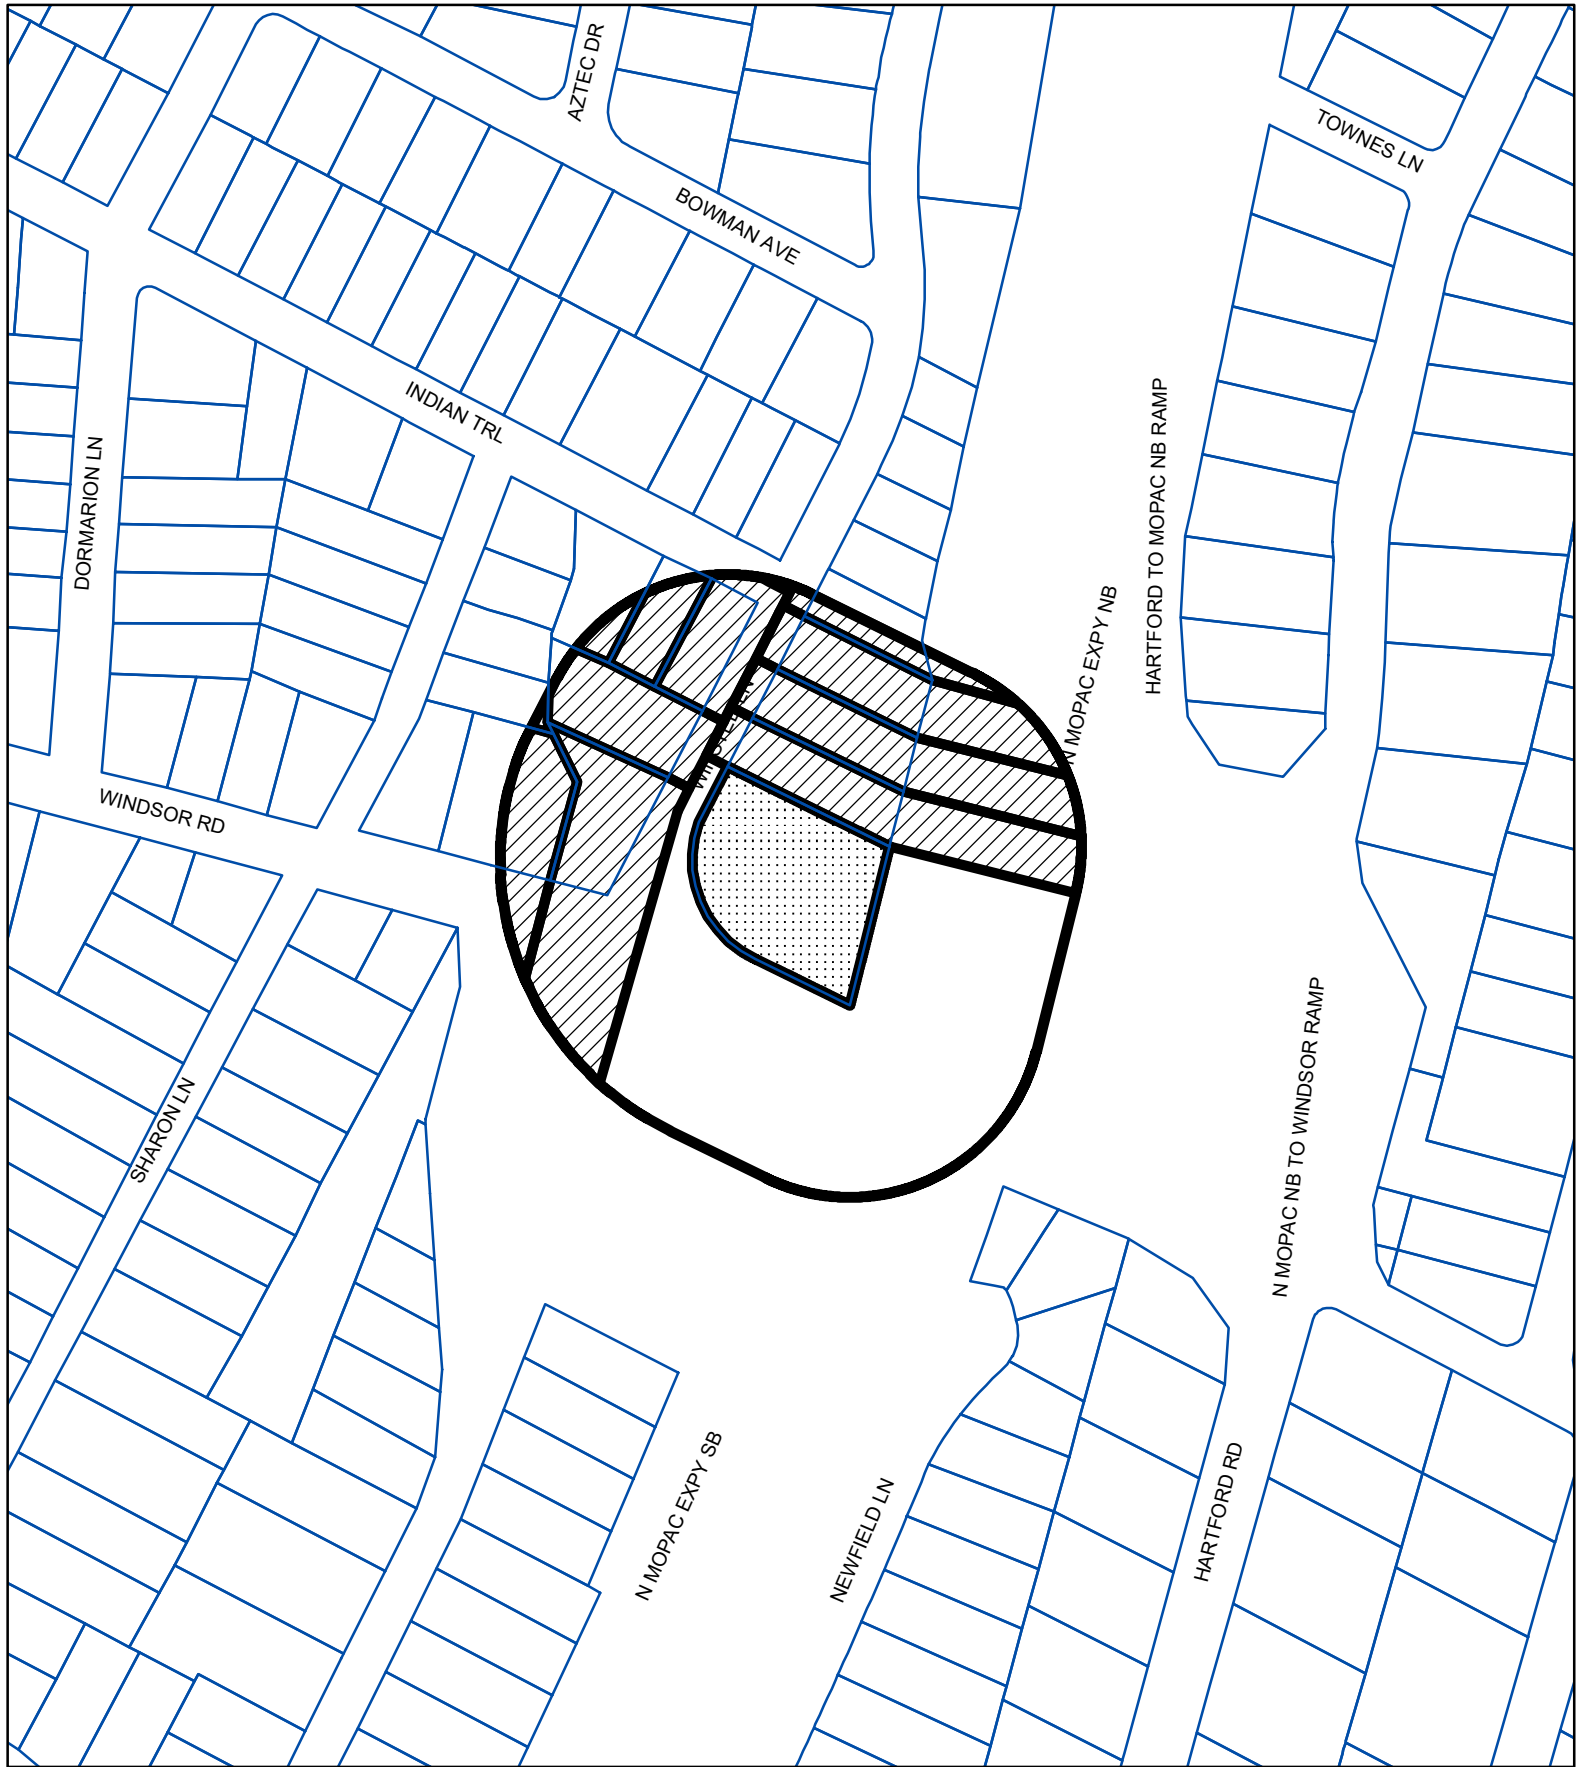 AZTEC DR
TOWNES LN
BOWMAN AVE
INDIAN TRL
HARTFORD TO MOPAC NB RAMP
DORMARION LN
N MOPAC EXPY NB
WINDSOR RD
N MOPAC NB TO WINDSOR RAMP
SHARON LN
N MOPAC EXPY SB
HARTFORD RD
NEWFIELD LN